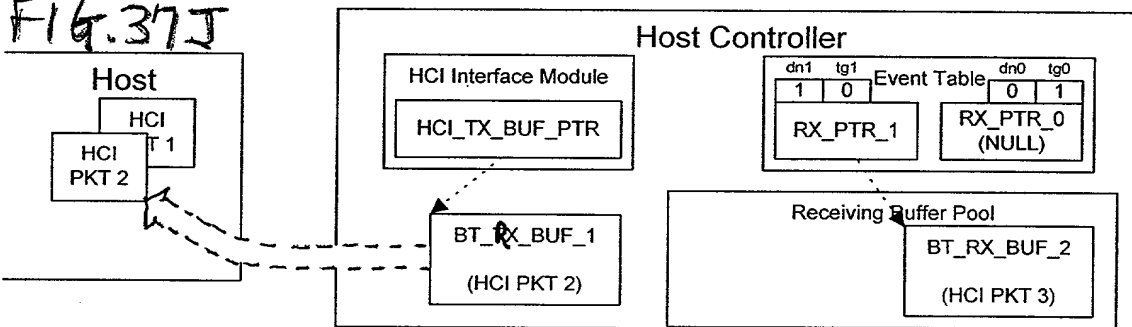 FIG.37J
Host
HCI
T 1
HCI
PKT 2
Host Controller
HCI Interface Module
HCI_TX_BUF_PTR
BT_RX_BUF_1
(HCI PKT 2)
Event Table
dn1 tg1
1 0
RX_PTR_1
dn0 tg0
0 1
RX_PTR_0
(NULL)
Receiving Buffer Pool
BT_RX_BUF_2
(HCI PKT 3)